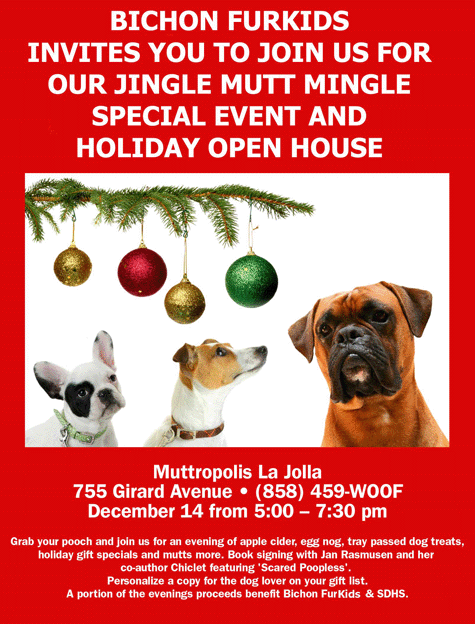 BICHON FURKIDS
INVITES YOU TO JOIN US FOR
OUR JINGLE MUTT MINGLE
SPECIAL EVENT AND
HOLIDAY OPEN HOUSE
Muttropolis La Jolla
755 Girard Avenue • (858) 459-WOOF
December 14 from 5:00 – 7:30 pm
Grab your pooch and join us for an evening of apple cider, egg nog, tray passed dog treats,
holiday gift specials and mutts more. Book signing with Jan Rasmusen and her
co-author Chiclet featuring 'Scared Poopless'.
Personalize a copy for the dog lover on your gift list.
A portion of the evenings proceeds benefit Bichon FurKids & SDHS.